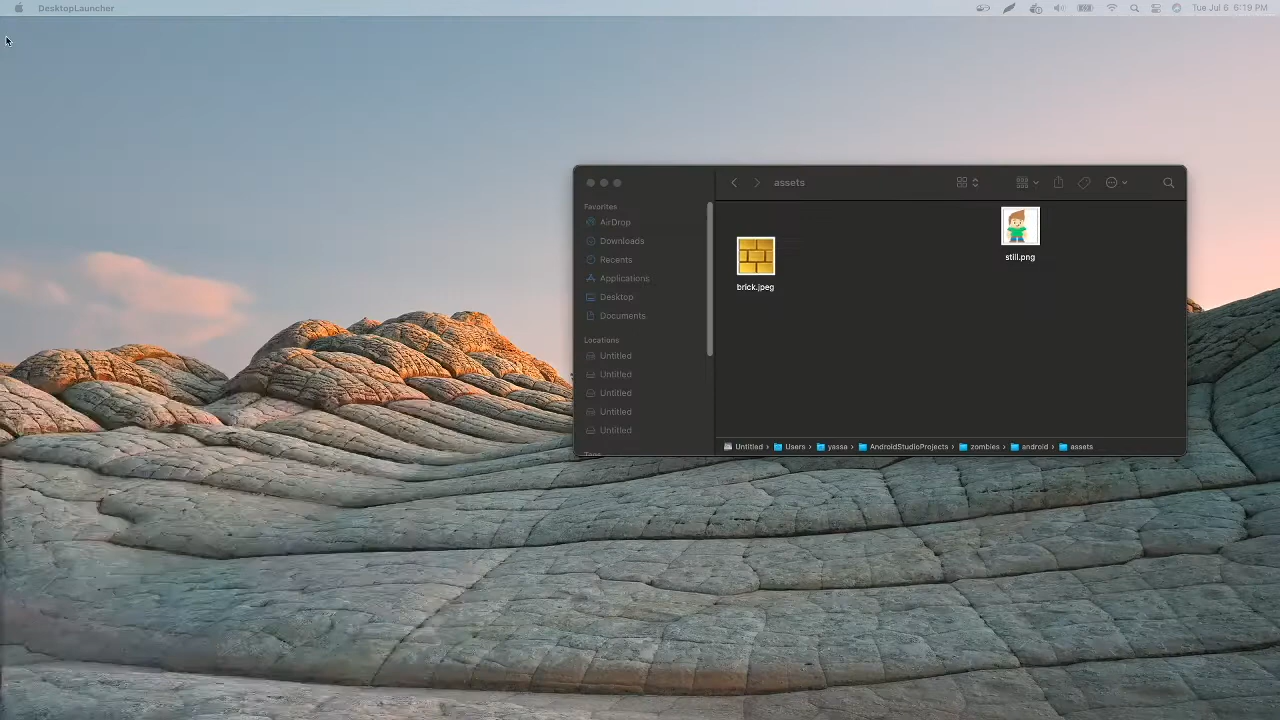 DesktopLauncher
Tue Jul 6 6:19 PM
assets
Favorites
AirDrop
Downloads
Recents
Applications
Desktop
Documents
Locations
Untitled
Untitled
Untitled
Untitled
Untitled
Tags
still.png
brick.jpeg
Untitled › Users › yassa › AndroidStudioProjects › zombies › android › assets